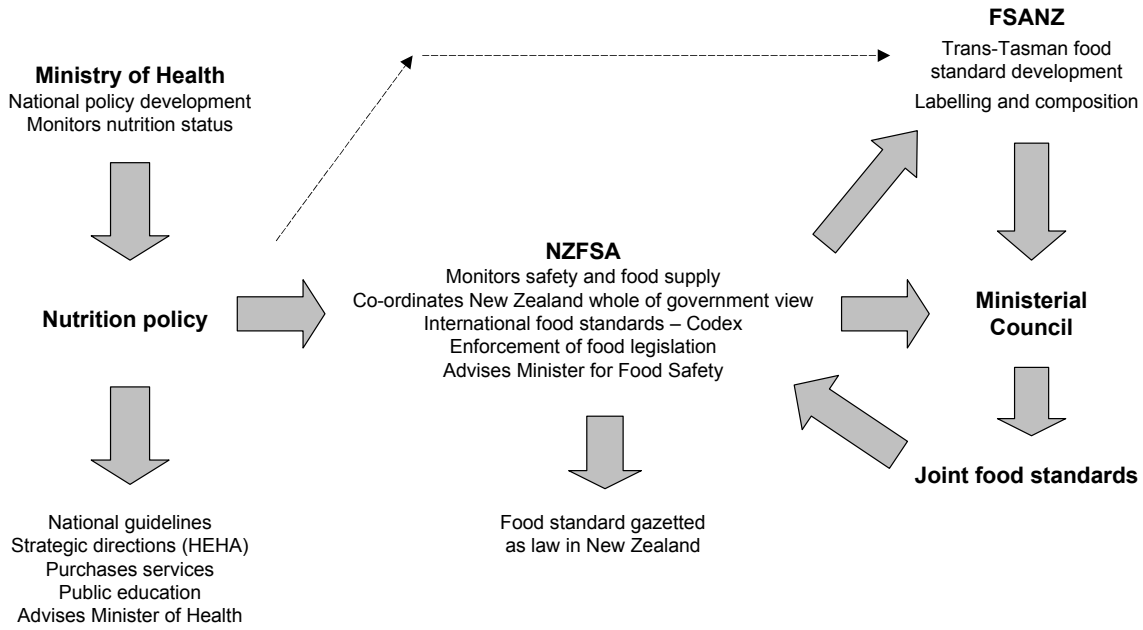 FSANZ
Trans-Tasman food
standard development
Labelling and composition
Ministry of Health
National policy development
Monitors nutrition status
NZFSA
Monitors safety and food supply
Co-ordinates New Zealand whole of government view
International food standards – Codex
Enforcement of food legislation
Advises Minister for Food Safety
Nutrition policy
Ministerial
Council
Joint food standards
National guidelines
Strategic directions (HEHA)
Purchases services
Public education
Advises Minister of Health
Food standard gazetted
as law in New Zealand